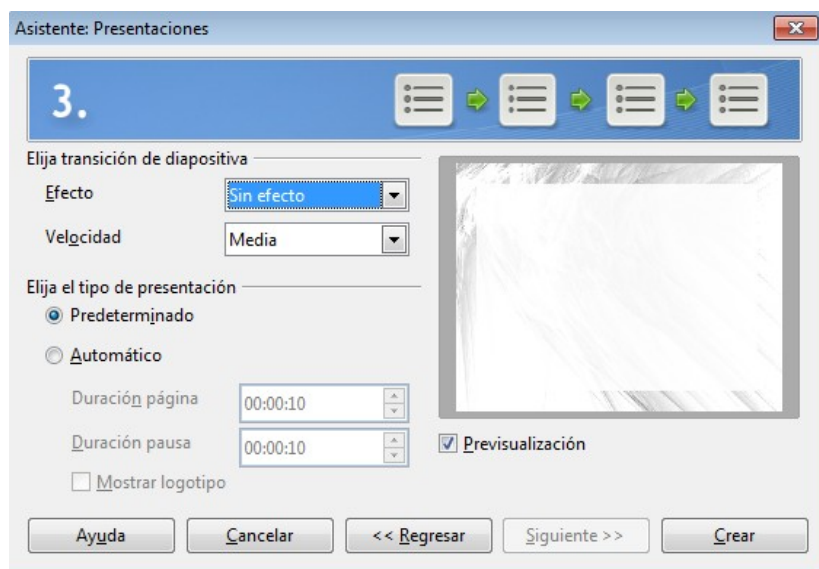 Asistente: Presentaciones
3.
Elija transición de diapositiva
Efecto
Sin efecto
Velocidad
Media
Elija el tipo de presentación
Predeterminado
Automático
Duración página
00:00:10
Duración pausa
00:00:10
Mostrar logotipo
Previsualización
Ayuda
Cancelar
<< Regresar
Siguiente >>
Crear